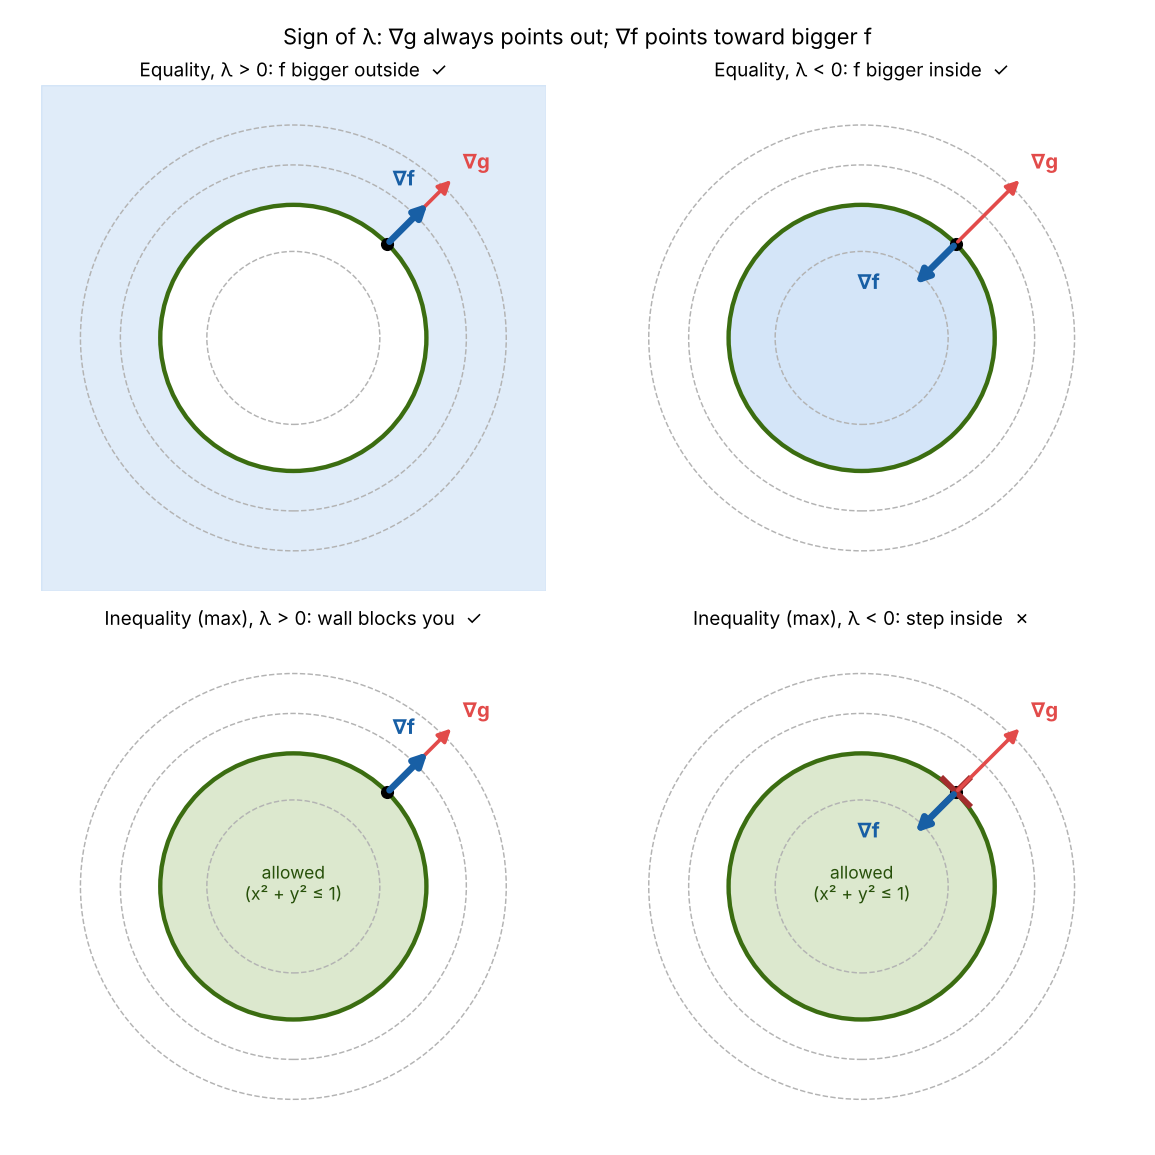 Sign of λ: ∇g always points out; ∇f points toward bigger f
Equality, λ > 0: f bigger outside ✓
∇f
∇g
Equality, λ < 0: f bigger inside ✓
∇g
∇f
Inequality (max), λ > 0: wall blocks you ✓
∇f
∇g
allowed
(x² + y² ≤ 1)
Inequality (max), λ < 0: step inside ×
∇g
∇f
allowed
(x² + y² ≤ 1)